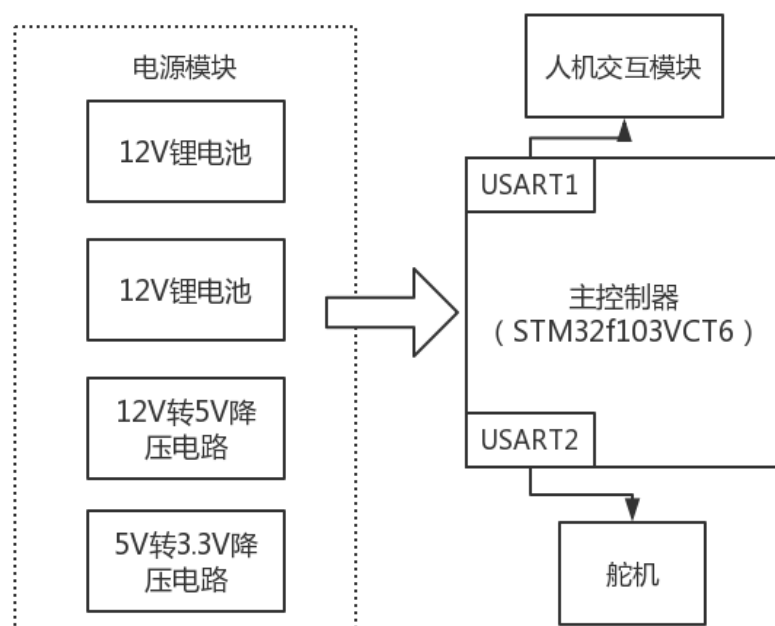 电源模块
12V锂电池
12V锂电池
12V转5V降
压电路
5V转3.3V降
压电路
人机交互模块
USART1
主控制器
（STM32f103VCT6）
USART2
舵机